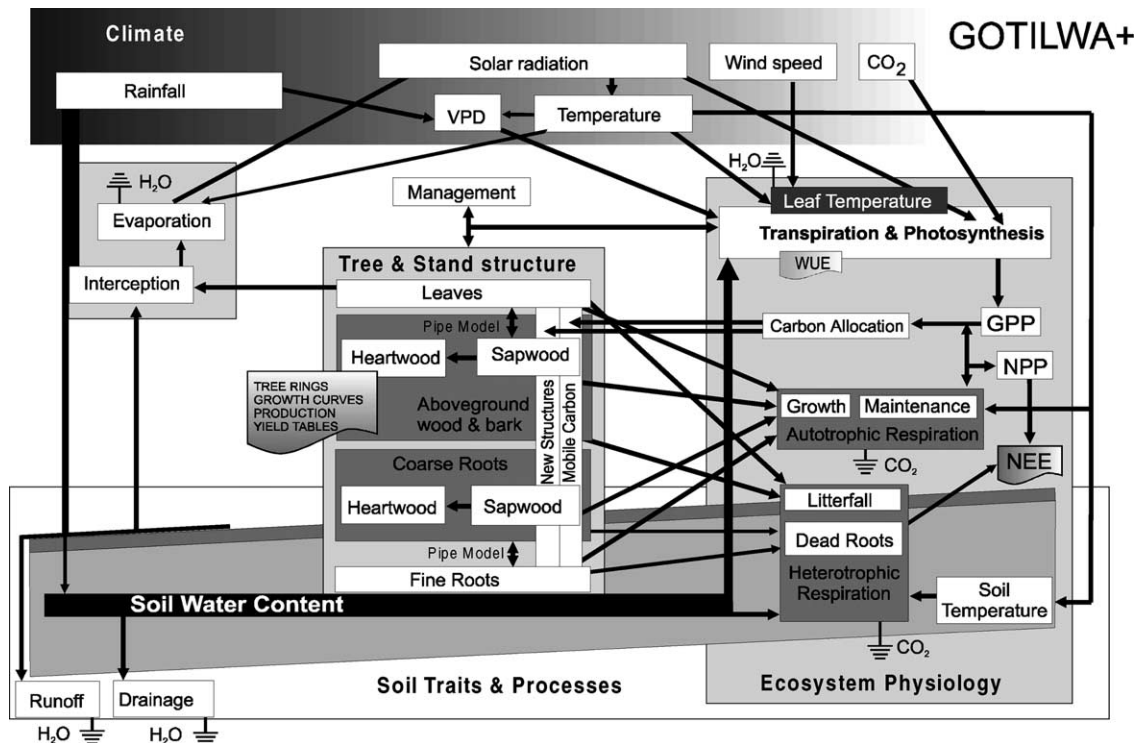 GOTILWA+
Climate
Solar radiation
Wind speed
CO₂
Rainfall
VPD
Temperature
H₂O
H₂O
Management
Leaf Temperature
Evaporation
Transpiration & Photosynthesis
Tree & Stand structure
WUE
Interception
Leaves
Pipe Model
Carbon Allocation
GPP
Heartwood
Sapwood
NPP
TREE RINGS
GROWTH CURVES
PRODUCTION
YIELD TABLES
Aboveground
wood & bark
New Structures
Mobile Carbon
Growth
Maintenance
Autotrophic Respiration
Coarse Roots
CO₂
NEE
Heartwood
Sapwood
Litterfall
Dead Roots
Pipe Model
Heterotrophic
Respiration
Fine Roots
Soil
Temperature
Soil Water Content
CO₂
Soil Traits & Processes
Ecosystem Physiology
Runoff
Drainage
H₂O
H₂O